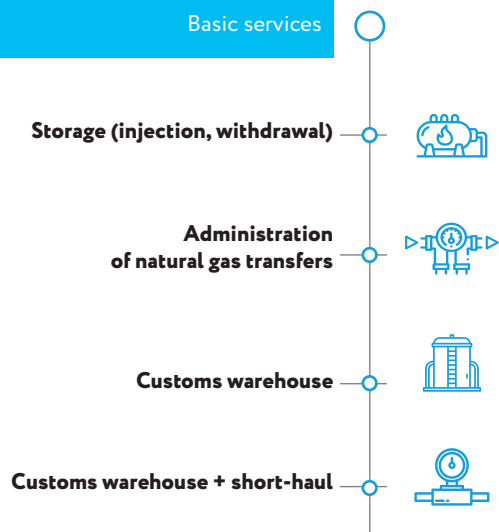 Basic services
Storage (injection, withdrawal)
Administration
of natural gas transfers
Customs warehouse
Customs warehouse + short-haul